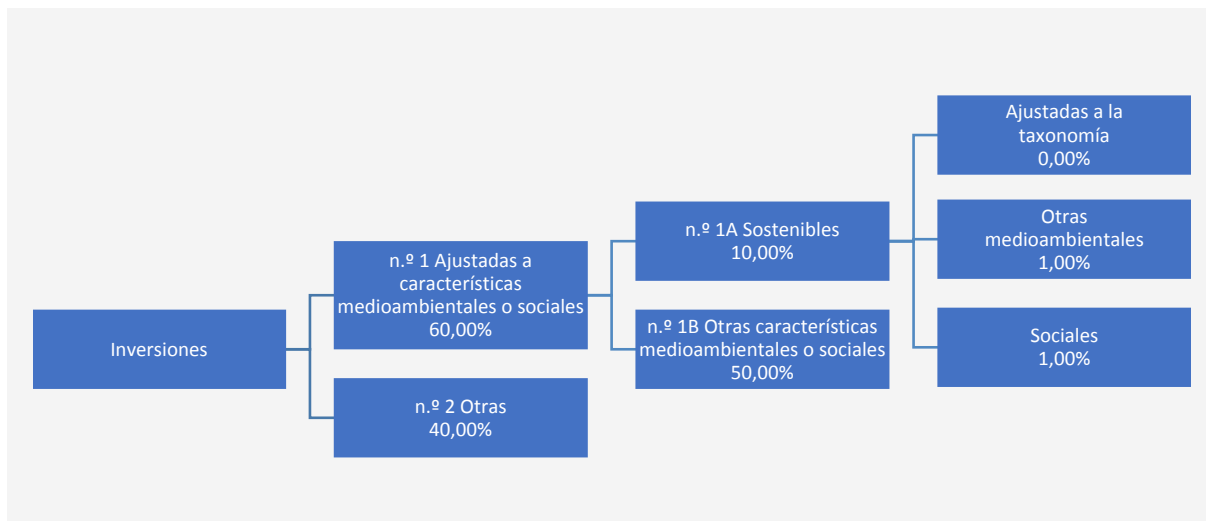 Inversiones
n.º 1 Ajustadas a
características
medioambientales o sociales
60,00%
n.º 2 Otras
40,00%
n.º 1A Sostenibles
10,00%
n.º 1B Otras características
medioambientales o sociales
50,00%
Ajustadas a la
taxonomía
0,00%
Otras
medioambientales
1,00%
Sociales
1,00%